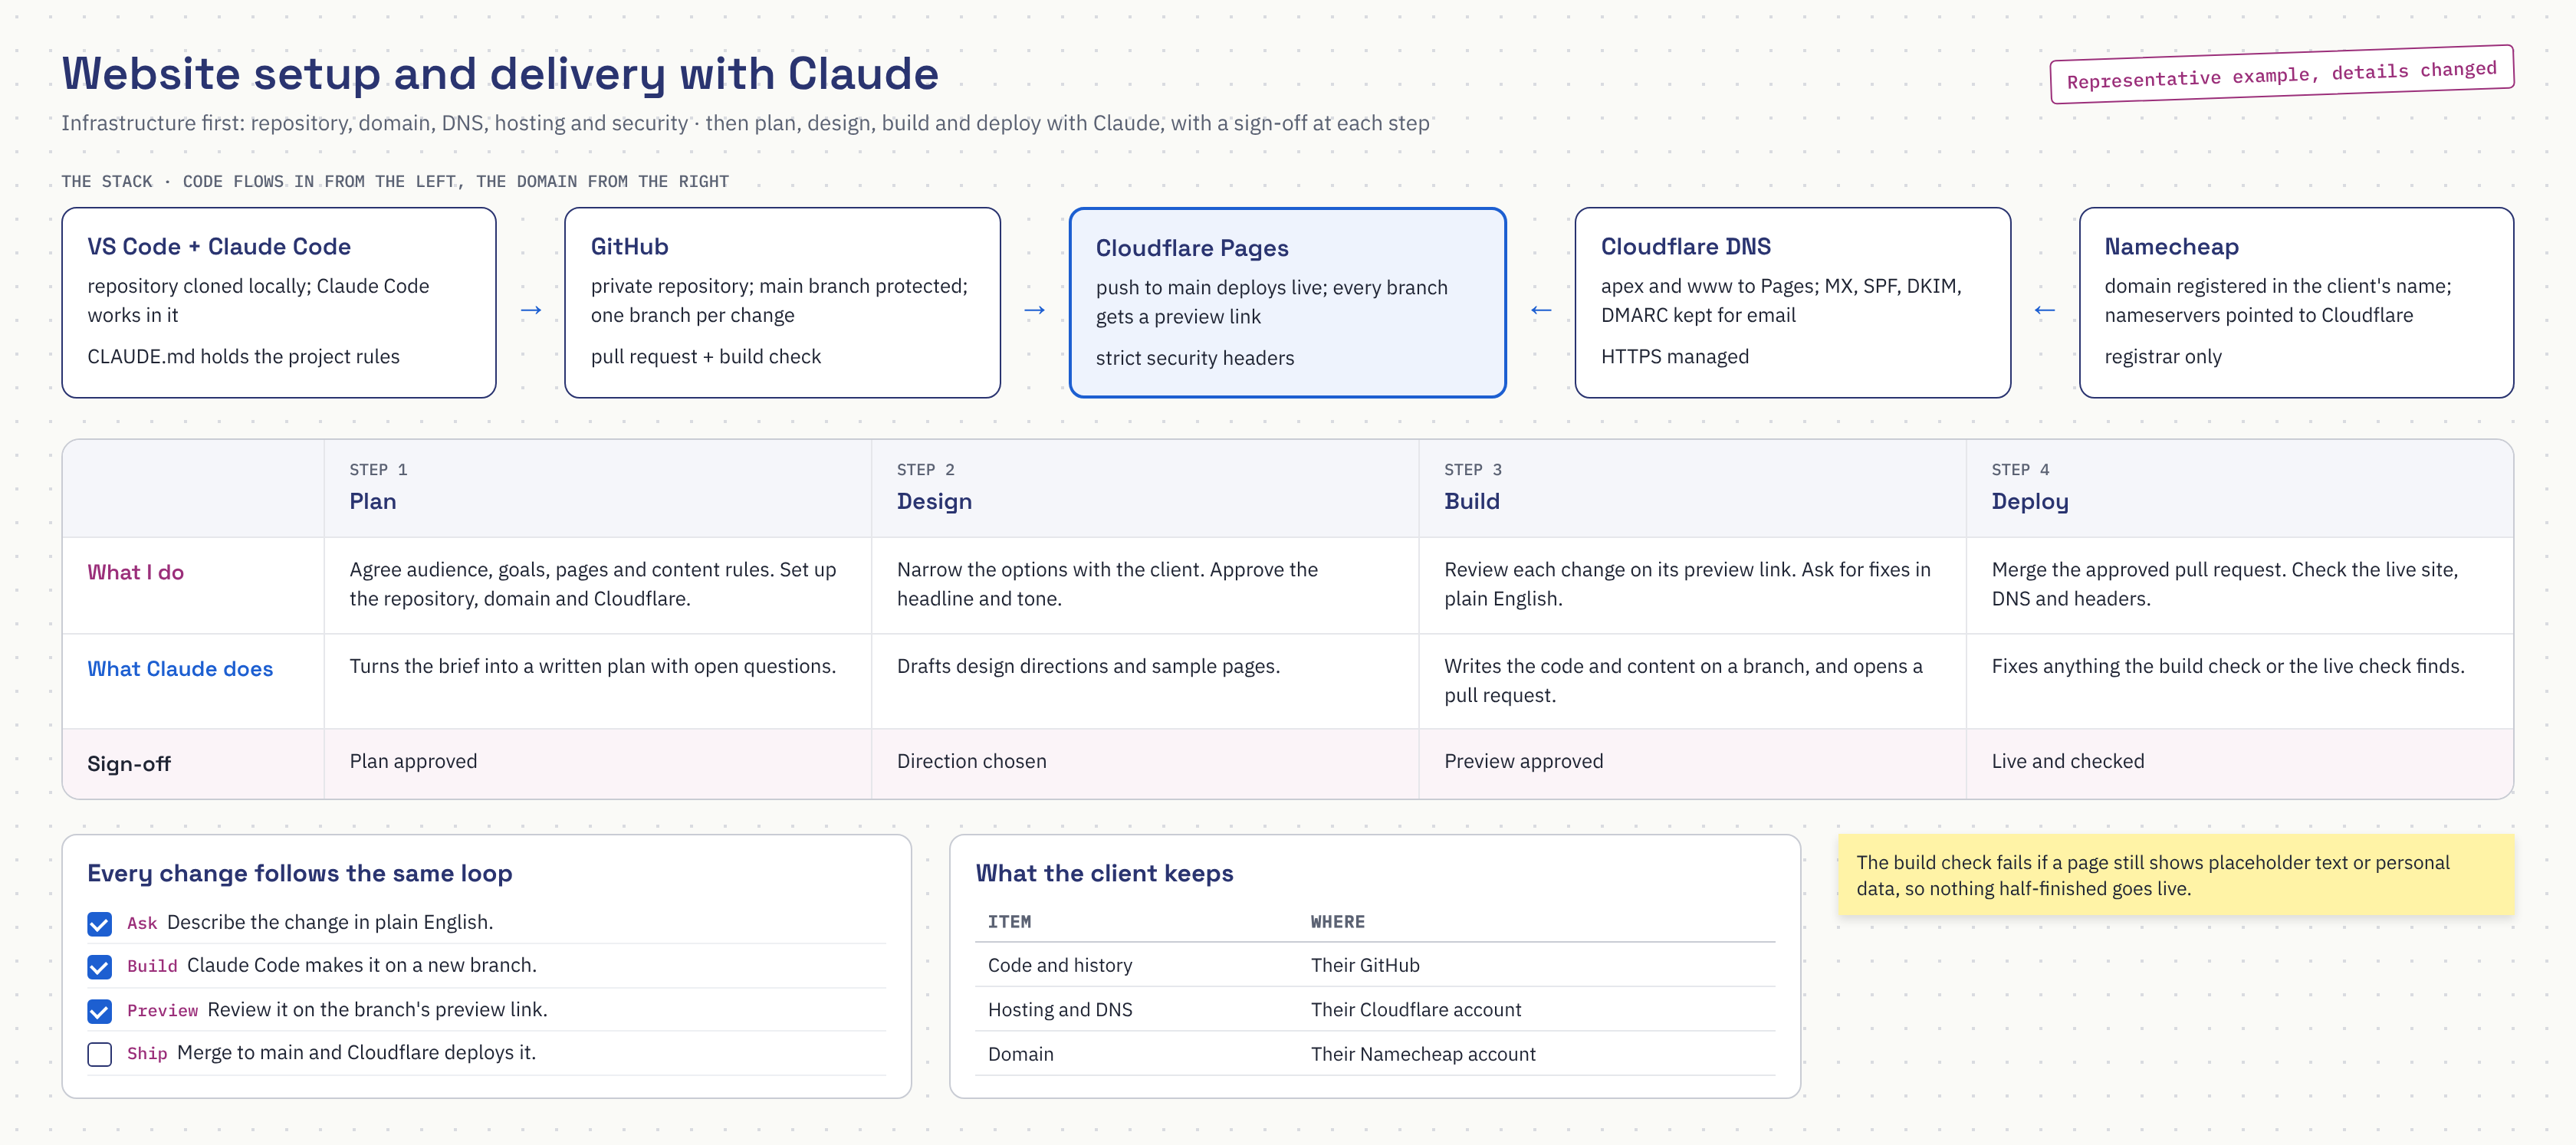 Website setup and delivery with Claude
Representative example, details changed
Infrastructure first: repository, domain, DNS, hosting and security · then plan, design, build and deploy with Claude, with a sign-off at each step
THE STACK · CODE FLOWS IN FROM THE LEFT, THE DOMAIN FROM THE RIGHT
VS Code + Claude Code
repository cloned locally; Claude Code
works in it
CLAUDE.md holds the project rules
→
GitHub
private repository; main branch protected;
one branch per change
pull request + build check
→
Cloudflare Pages
push to main deploys live; every branch
gets a preview link
strict security headers
←
Cloudflare DNS
apex and www to Pages; MX, SPF, DKIM,
DMARC kept for email
HTTPS managed
←
Namecheap
domain registered in the client's name;
nameservers pointed to Cloudflare
registrar only
STEP 1
Plan
STEP 2
Design
STEP 3
Build
STEP 4
Deploy
What I do
Agree audience, goals, pages and content rules. Set up
the repository, domain and Cloudflare.
Narrow the options with the client. Approve the
headline and tone.
Review each change on its preview link. Ask for fixes in
plain English.
Merge the approved pull request. Check the live site,
DNS and headers.
What Claude does
Turns the brief into a written plan with open questions.
Drafts design directions and sample pages.
Writes the code and content on a branch, and opens a
pull request.
Fixes anything the build check or the live check finds.
Sign-off
Plan approved
Direction chosen
Preview approved
Live and checked
Every change follows the same loop
Ask Describe the change in plain English.
Build Claude Code makes it on a new branch.
Preview Review it on the branch's preview link.
Ship Merge to main and Cloudflare deploys it.
What the client keeps
ITEM WHERE
Code and history Their GitHub
Hosting and DNS Their Cloudflare account
Domain Their Namecheap account
The build check fails if a page still shows placeholder text or personal
data, so nothing half-finished goes live.